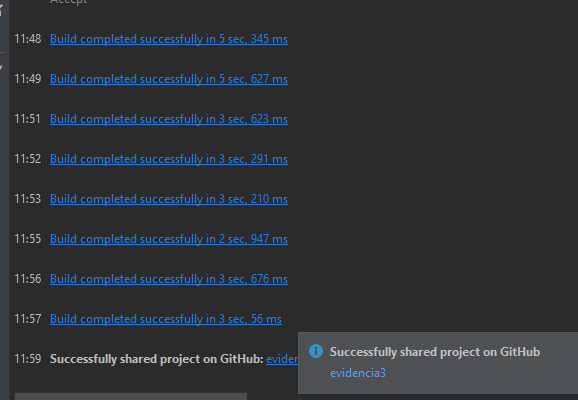 Accept
11:48 Build completed successfully in 5 sec, 345 ms
11:49 Build completed successfully in 5 sec, 627 ms
11:51 Build completed successfully in 3 sec, 623 ms
11:52 Build completed successfully in 3 sec, 291 ms
11:53 Build completed successfully in 3 sec, 210 ms
11:55 Build completed successfully in 2 sec, 947 ms
11:56 Build completed successfully in 3 sec, 676 ms
11:57 Build completed successfully in 3 sec, 56 ms
11:59 Successfully shared project on GitHub: eviden
Successfully shared project on GitHub
evidencia3